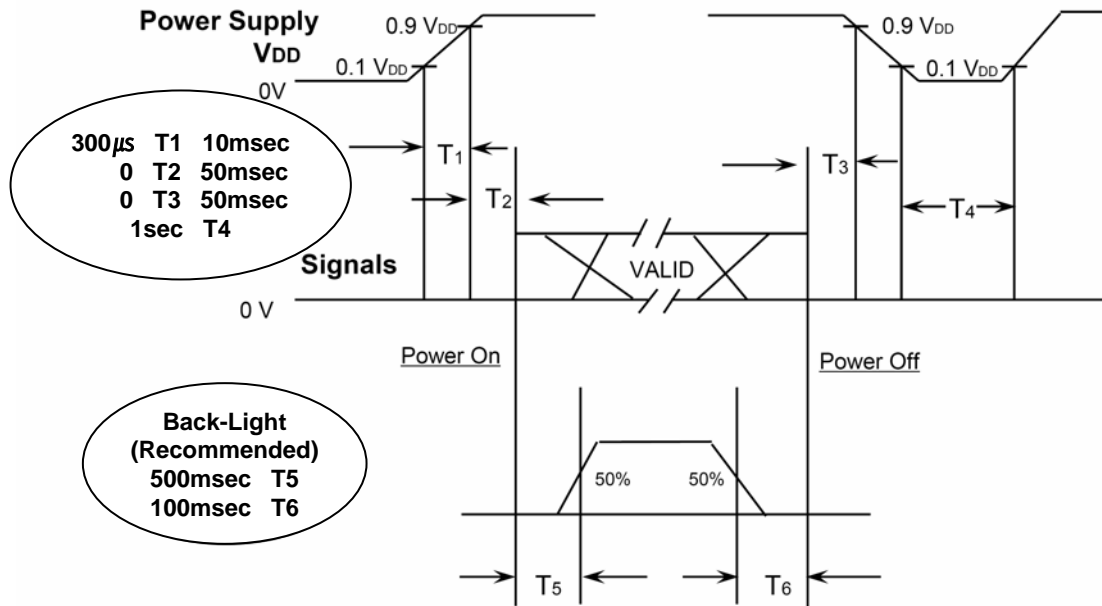 Power Supply
VDD
0.9 VDD
0.1 VDD
0V
0.9 VDD
0.1 VDD
300㎲ T1 10msec
0 T2 50msec
0 T3 50msec
1sec T4
T1
T2
T3
T4
Signals
VALID
0 V
Power On
Power Off
Back-Light
(Recommended)
500msec T5
100msec T6
50%
50%
T5
T6